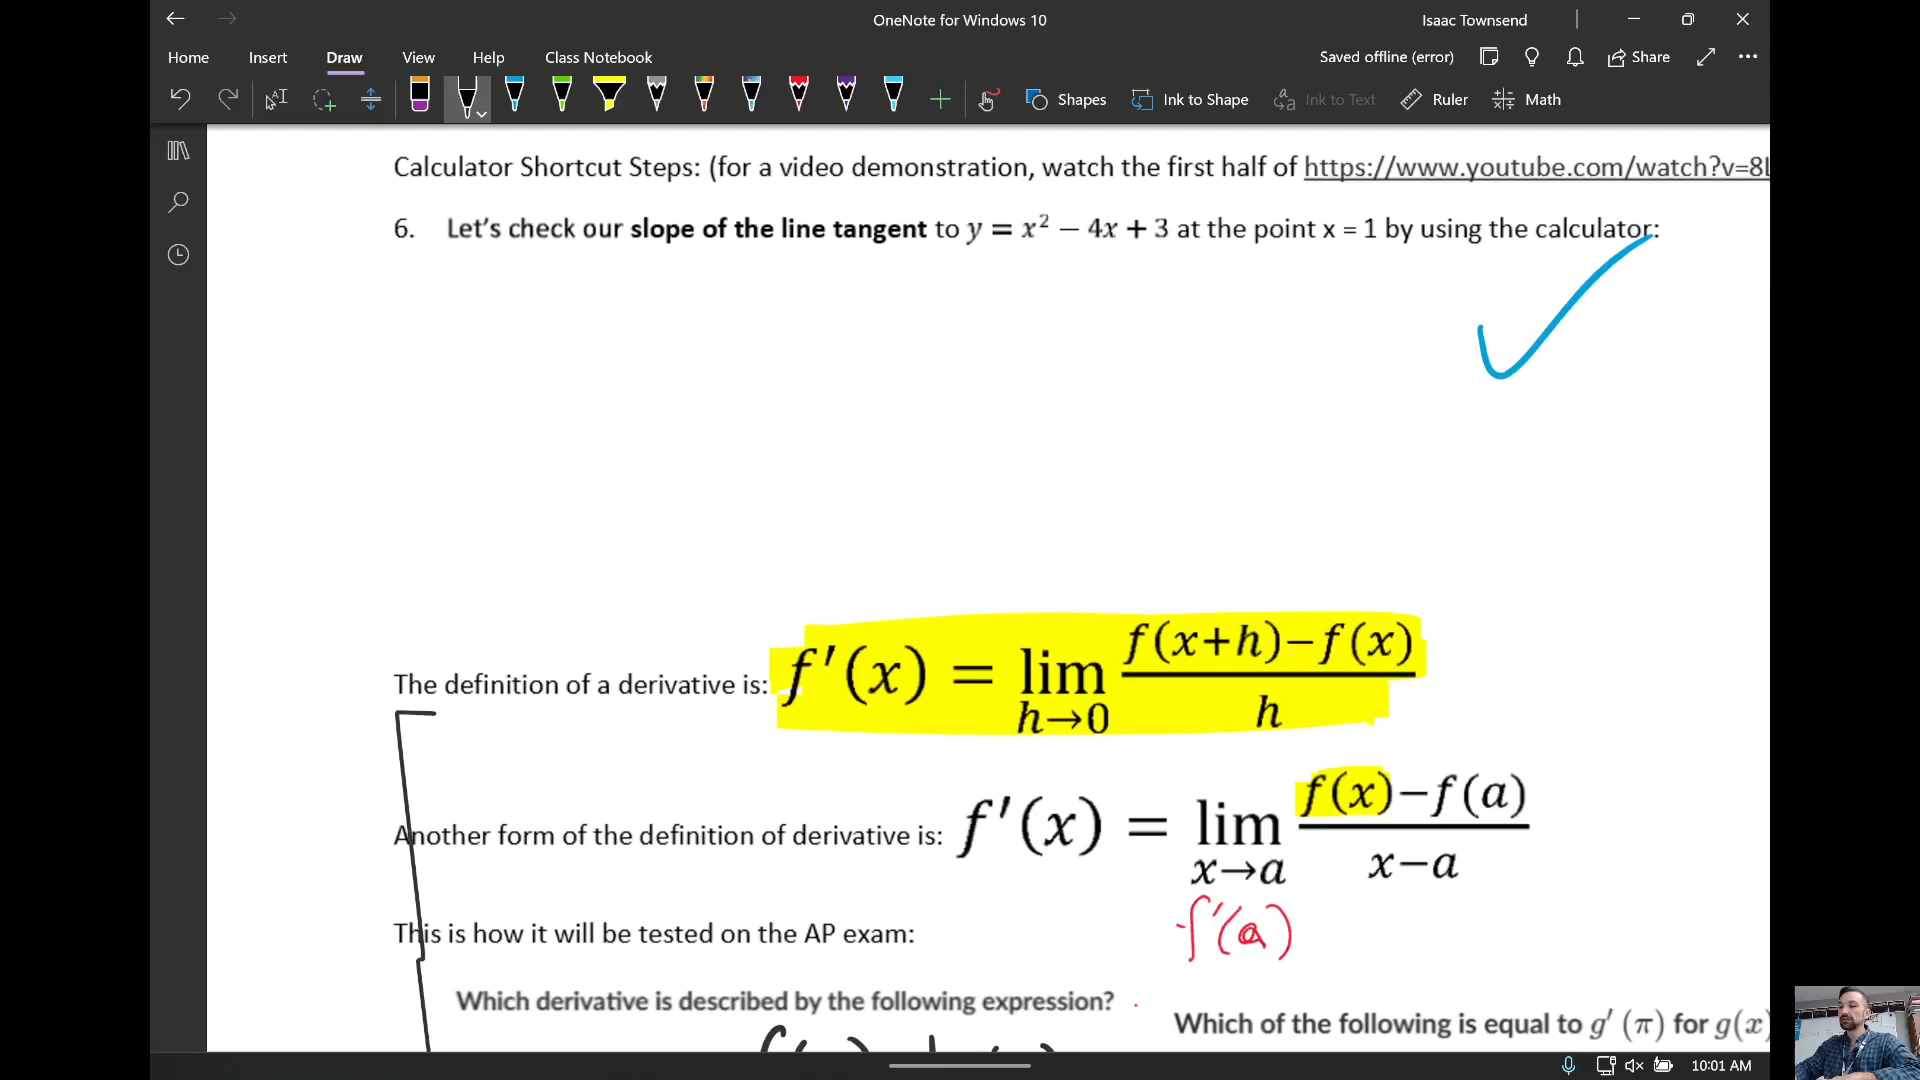 OneNote for Windows 10
Isaac Townsend
Home Insert Draw View Help Class Notebook
Saved offline (error) Share
Shapes Ink to Shape Ink to Text Ruler Math
Calculator Shortcut Steps: (for a video demonstration, watch the first half of https://www.youtube.com/watch?v=8
6. Let's check our slope of the line tangent to y = x² − 4x + 3 at the point x = 1 by using the calculator:
The definition of a derivative is: f′(x) = lim h→0 f(x+h)−f(x) / h
Another form of the definition of derivative is: f′(x) = lim x→a f(x)−f(a) / x−a
f'(a)
This is how it will be tested on the AP exam:
Which derivative is described by the following expression?
Which of the following is equal to g′(π) for g(x)
10:01 AM